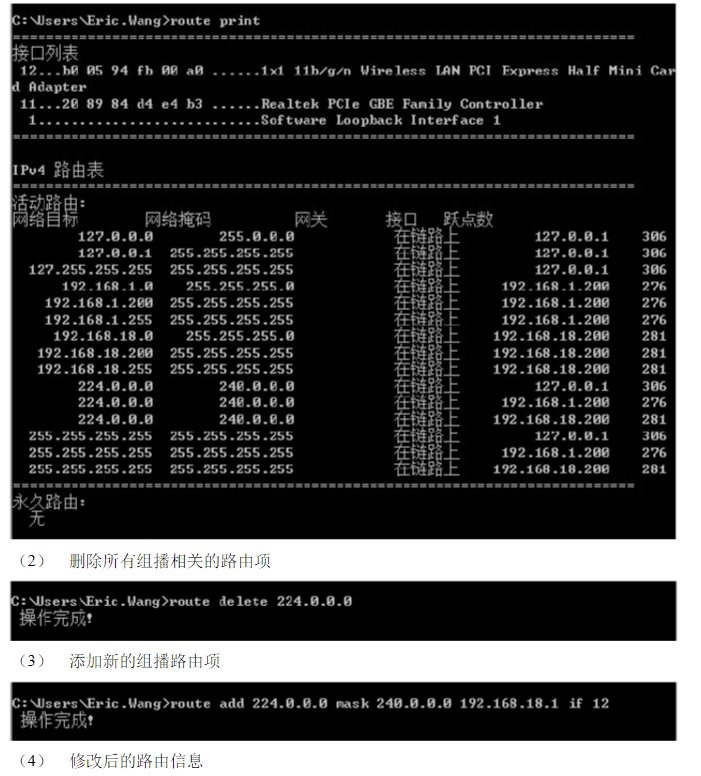 C:\Users\Eric.Wang>route print
===========================================================================
接口列表
12...b0 05 94 fb 00 a0 ......1x1 11b/g/n Wireless LAN PCI Express Half Mini Car
d Adapter
11...20 89 84 d4 e4 b3 ......Realtek PCIe GBE Family Controller
1...........................Software Loopback Interface 1
===========================================================================
IPv4 路由表
===========================================================================
活动路由:
网络目标 网络掩码 网关 接口 跃点数
127.0.0.0 255.0.0.0 在链路上 127.0.0.1 306
127.0.0.1 255.255.255.255 在链路上 127.0.0.1 306
127.255.255.255 255.255.255.255 在链路上 127.0.0.1 306
192.168.1.0 255.255.255.0 在链路上 192.168.1.200 276
192.168.1.200 255.255.255.255 在链路上 192.168.1.200 276
192.168.1.255 255.255.255.255 在链路上 192.168.1.200 276
192.168.18.0 255.255.255.0 在链路上 192.168.18.200 281
192.168.18.200 255.255.255.255 在链路上 192.168.18.200 281
192.168.18.255 255.255.255.255 在链路上 192.168.18.200 281
224.0.0.0 240.0.0.0 在链路上 127.0.0.1 306
224.0.0.0 240.0.0.0 在链路上 192.168.1.200 276
224.0.0.0 240.0.0.0 在链路上 192.168.18.200 281
255.255.255.255 255.255.255.255 在链路上 127.0.0.1 306
255.255.255.255 255.255.255.255 在链路上 192.168.1.200 276
255.255.255.255 255.255.255.255 在链路上 192.168.18.200 281
===========================================================================
永久路由:
无
（2） 删除所有组播相关的路由项
C:\Users\Eric.Wang>route delete 224.0.0.0
操作完成!
（3） 添加新的组播路由项
C:\Users\Eric.Wang>route add 224.0.0.0 mask 240.0.0.0 192.168.18.1 if 12
操作完成!
（4） 修改后的路由信息